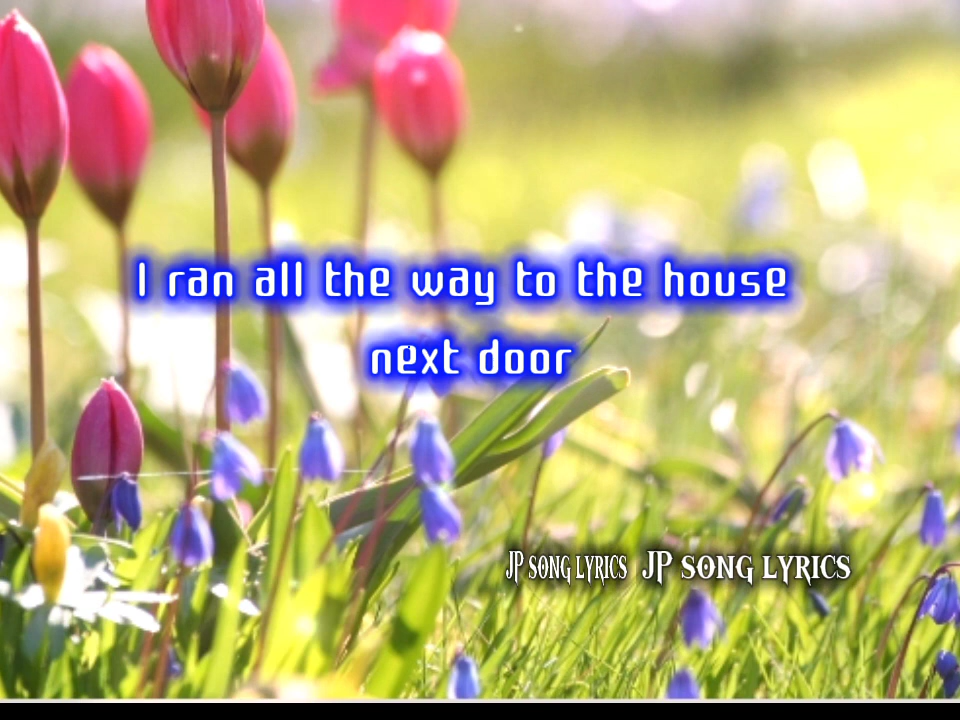 I ran all the way to the house
next door
JP SONG LYRICS JP SONG LYRICS